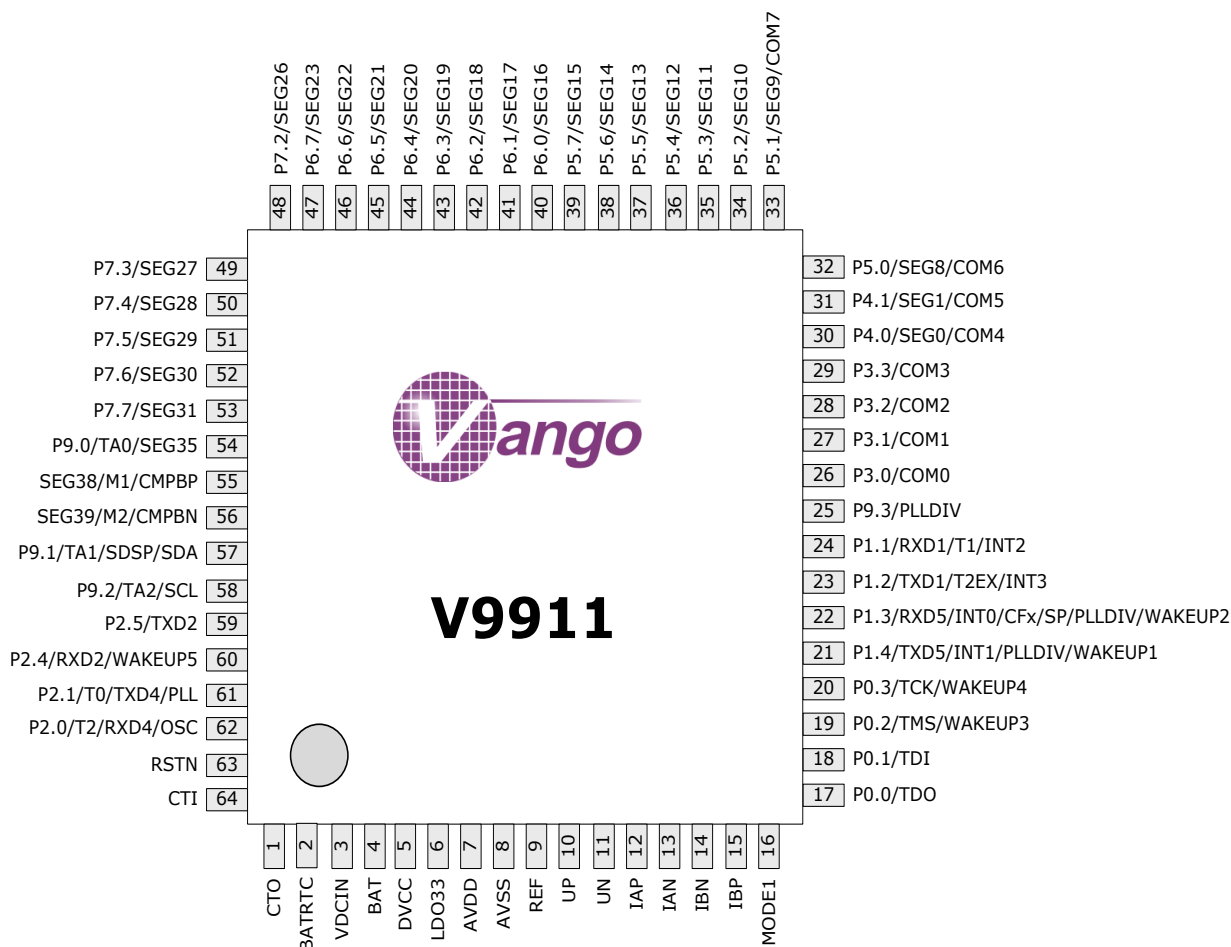 P7.2/SEG26
P6.7/SEG23
P6.6/SEG22
P6.5/SEG21
P6.4/SEG20
P6.3/SEG19
P6.2/SEG18
P6.1/SEG17
P6.0/SEG16
P5.7/SEG15
P5.6/SEG14
P5.5/SEG13
P5.4/SEG12
P5.3/SEG11
P5.2/SEG10
P5.1/SEG9/COM7
48
47
46
45
44
43
42
41
40
39
38
37
36
35
34
33
P7.3/SEG27 49
P7.4/SEG28 50
P7.5/SEG29 51
P7.6/SEG30 52
P7.7/SEG31 53
P9.0/TA0/SEG35 54
SEG38/M1/CMPBP 55
SEG39/M2/CMPBN 56
P9.1/TA1/SDSP/SDA 57
P9.2/TA2/SCL 58
P2.5/TXD2 59
P2.4/RXD2/WAKEUP5 60
P2.1/T0/TXD4/PLL 61
P2.0/T2/RXD4/OSC 62
RSTN 63
CTI 64
Vango
V9911
32 P5.0/SEG8/COM6
31 P4.1/SEG1/COM5
30 P4.0/SEG0/COM4
29 P3.3/COM3
28 P3.2/COM2
27 P3.1/COM1
26 P3.0/COM0
25 P9.3/PLLDIV
24 P1.1/RXD1/T1/INT2
23 P1.2/TXD1/T2EX/INT3
22 P1.3/RXD5/INT0/CFx/SP/PLLDIV/WAKEUP2
21 P1.4/TXD5/INT1/PLLDIV/WAKEUP1
20 P0.3/TCK/WAKEUP4
19 P0.2/TMS/WAKEUP3
18 P0.1/TDI
17 P0.0/TDO
1
2
3
4
5
6
7
8
9
10
11
12
13
14
15
16
CTO
BATRTC
VDCIN
BAT
DVCC
LDO33
AVDD
AVSS
REF
UP
UN
IAP
IAN
IBN
IBP
MODE1